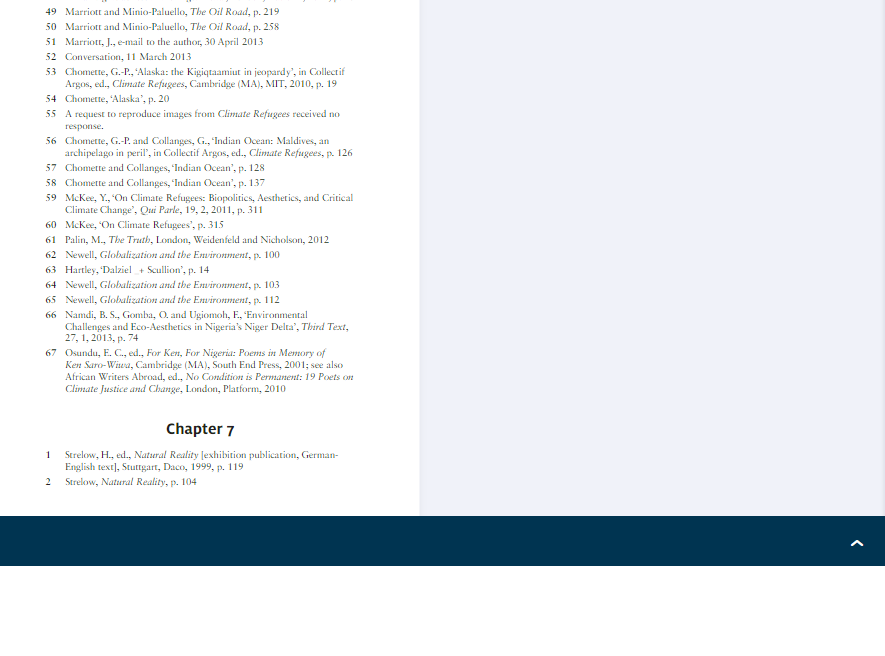 49 Marriott and Minio-Paluello, The Oil Road, p. 219
50 Marriott and Minio-Paluello, The Oil Road, p. 258
51 Marriott, J., e-mail to the author, 30 April 2013
52 Conversation, 11 March 2013
53 Chomette, G.-P., ‘Alaska: the Kigiqtaamiut in jeopardy’, in Collectif
Argos, ed., Climate Refugees, Cambridge (MA), MIT, 2010, p. 19
54 Chomette, ‘Alaska’, p. 20
55 A request to reproduce images from Climate Refugees received no
response.
56 Chomette, G.-P. and Collanges, G., ‘Indian Ocean: Maldives, an
archipelago in peril’, in Collectif Argos, ed., Climate Refugees, p. 126
57 Chomette and Collanges, ‘Indian Ocean’, p. 128
58 Chomette and Collanges, ‘Indian Ocean’, p. 137
59 McKee, Y., ‘On Climate Refugees: Biopolitics, Aesthetics, and Critical
Climate Change’, Qui Parle, 19, 2, 2011, p. 311
60 McKee, ‘On Climate Refugees’, p. 315
61 Palin, M., The Truth, London, Weidenfeld and Nicholson, 2012
62 Newell, Globalization and the Environment, p. 100
63 Hartley, ‘Dalziel _+ Scullion’, p. 14
64 Newell, Globalization and the Environment, p. 103
65 Newell, Globalization and the Environment, p. 112
66 Namdi, B. S., Gomba, O. and Ugiomoh, F., ‘Environmental
Challenges and Eco-Aesthetics in Nigeria’s Niger Delta’, Third Text,
27, 1, 2013, p. 74
67 Osundu, E. C., ed., For Ken, For Nigeria: Poems in Memory of
Ken Saro-Wiwa, Cambridge (MA), South End Press, 2001; see also
African Writers Abroad, ed., No Condition is Permanent: 19 Poets on
Climate Justice and Change, London, Platform, 2010
Chapter 7
1 Strelow, H., ed., Natural Reality [exhibition publication, German-
English text], Stuttgart, Daco, 1999, p. 119
2 Strelow, Natural Reality, p. 104